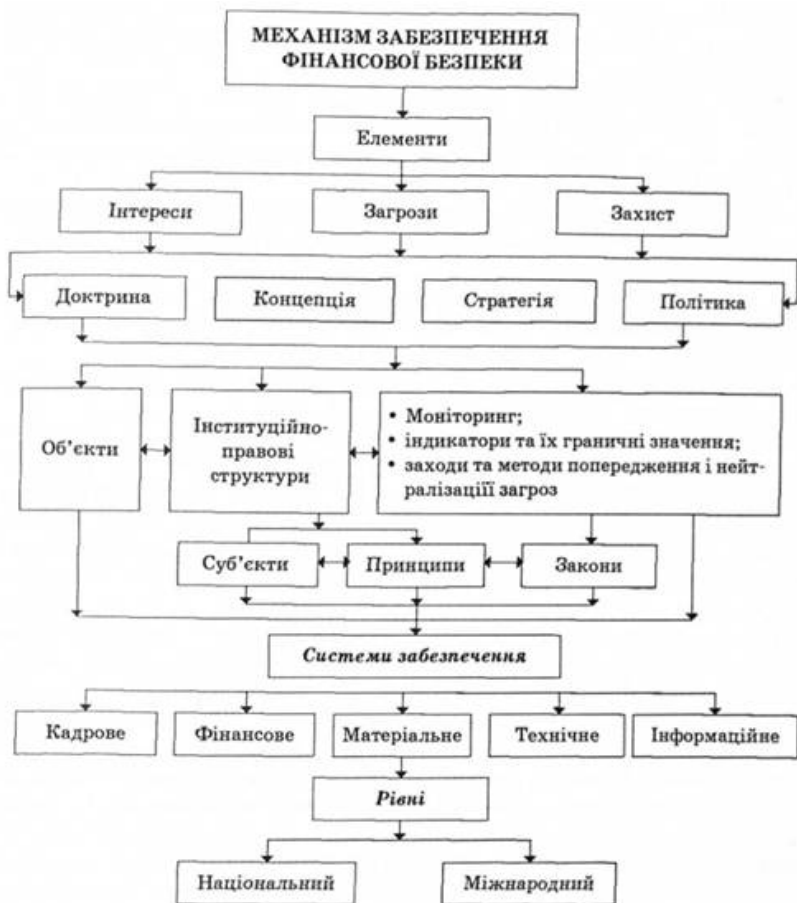 МЕХАНІЗМ ЗАБЕЗПЕЧЕННЯ
ФІНАНСОВОЇ БЕЗПЕКИ
Елементи
Інтереси
Загрози
Захист
Доктрина
Концепція
Стратегія
Політика
Об’єкти
Інституційно-
правові
структури
• Моніторинг;
• індикатори та їх граничні значення;
• заходи та методи попередження і нейт-
ралізаціїї загроз
Суб’єкти
Принципи
Закони
Системи забезпечення
Кадрове
Фінансове
Матеріальне
Технічне
Інформаційне
Рівні
Національний
Міжнародний